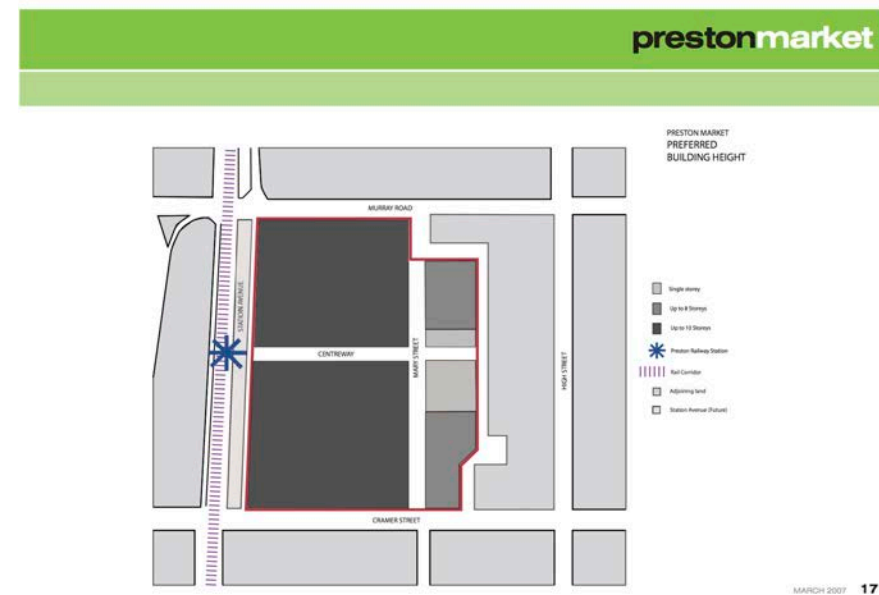 prestonmarket
PRESTON MARKET
PREFERRED
BUILDING HEIGHT
MURRAY ROAD
STATION AVENUE
CENTREWAY
MARY STREET
HIGH STREET
CRAMER STREET
Single storey
Up to 8 Storeys
Up to 10 Storeys
Preston Railway Station
Rail Corridor
Adjoining land
Station Avenue (Future)
MARCH 2007 17